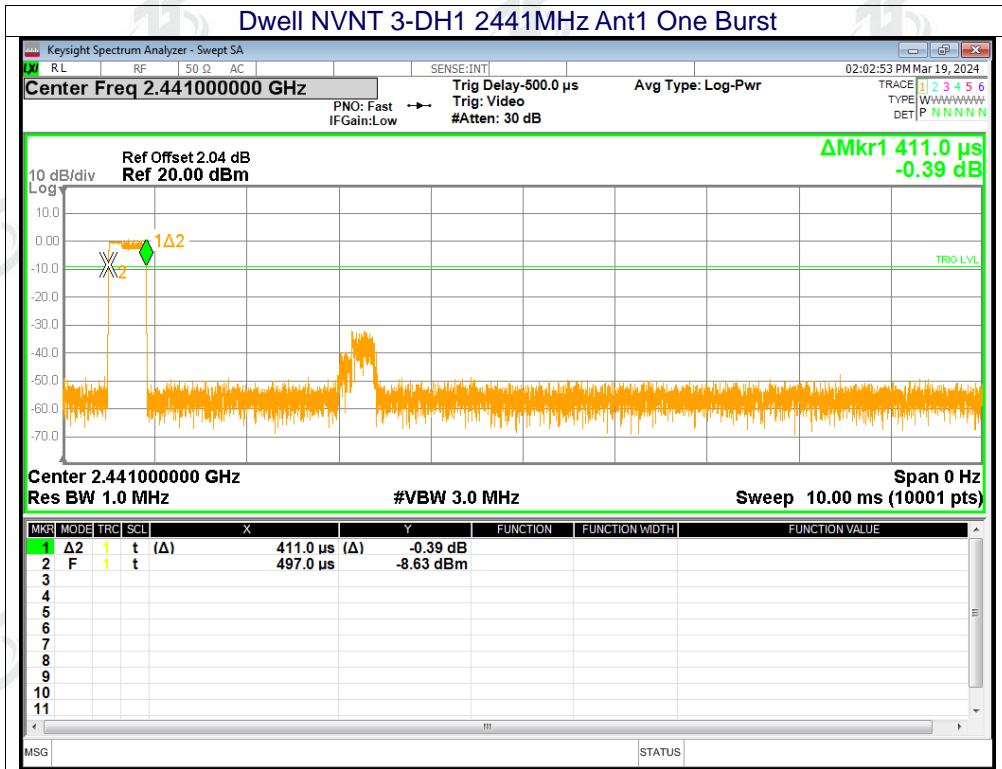 Dwell NVNT 3-DH1 2441MHz Ant1 One Burst
Keysight Spectrum Analyzer - Swept SA
LXI RL RF 50 Ω AC SENSE:INT 02:02:53 PM Mar 19, 2024
Center Freq 2.441000000 GHz Trig Delay-500.0 µs Avg Type: Log-Pwr TRACE 1 2 3 4 5 6
PNO: Fast Trig: Video TYPE WWWWWWW
IFGain:Low #Atten: 30 dB DET P N N N N N
ΔMkr1 411.0 µs
-0.39 dB
Ref Offset 2.04 dB
10 dB/div Ref 20.00 dBm
Log
10.0
0.00
1Δ2
-10.0
2
TRIG LVL
-20.0
-30.0
-40.0
-50.0
-60.0
-70.0
Center 2.441000000 GHz Span 0 Hz
Res BW 1.0 MHz #VBW 3.0 MHz Sweep 10.00 ms (10001 pts)
MKR MODE TRC SCL X Y FUNCTION FUNCTION WIDTH FUNCTION VALUE
1 Δ2 1 t (Δ) 411.0 µs (Δ) -0.39 dB
2 F 1 t 497.0 µs -8.63 dBm
3
4
5
6
7
8
9
10
11
MSG STATUS